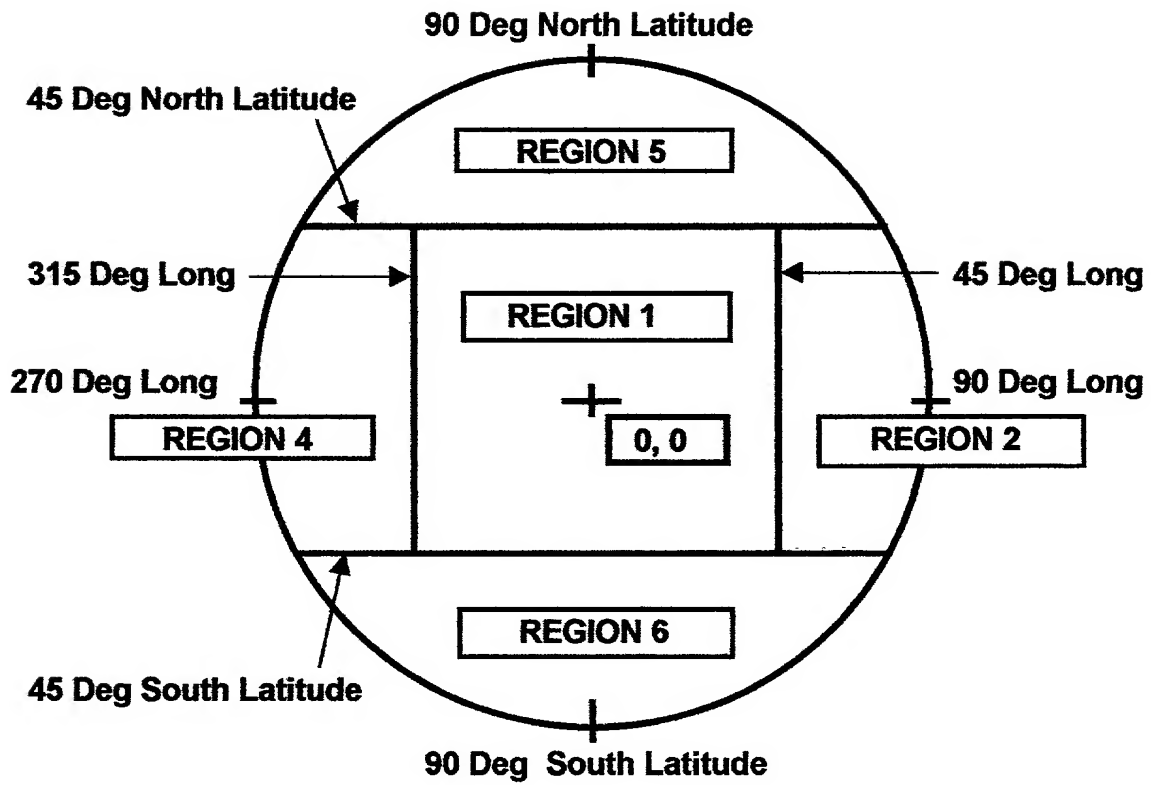 90 Deg North Latitude
45 Deg North Latitude
REGION 5
315 Deg Long
45 Deg Long
REGION 1
270 Deg Long
90 Deg Long
REGION 4
0, 0
REGION 2
REGION 6
45 Deg South Latitude
90 Deg South Latitude